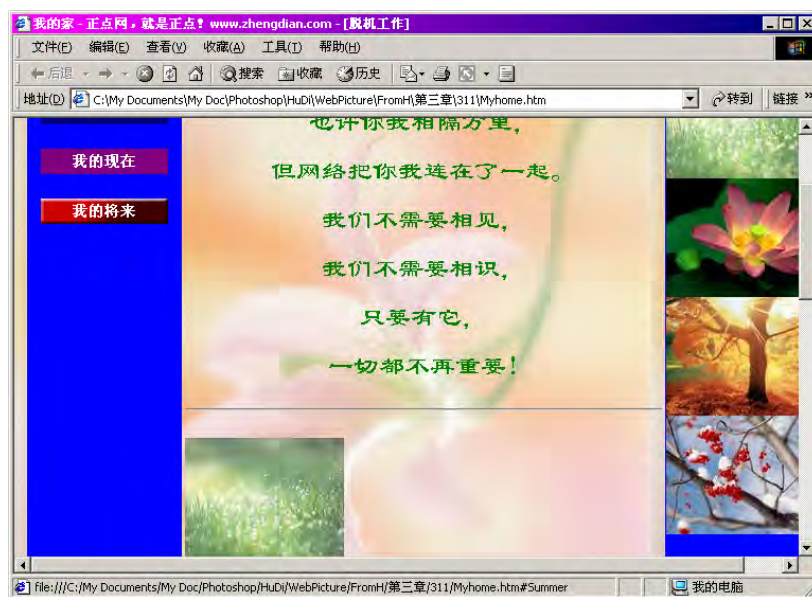 我的家 - 正点网，就是正点！ www.zhengdian.com - [脱机工作]
文件(F) 编辑(E) 查看(V) 收藏(A) 工具(T) 帮助(H)
后退 搜索 收藏 历史
地址(D) C:\My Documents\My Doc\Photoshop\HuDi\WebPicture\FromH\第三章\311\Myhome.htm 转到 链接 »
也许你我相隔万里，
我的现在
但网络把你我连在了一起。
我的将来
我们不需要相见，
我们不需要相识，
只要有它，
一切都不再重要！
file:///C:/My Documents/My Doc/Photoshop/HuDi/WebPicture/FromH/第三章/311/Myhome.htm#Summer 我的电脑